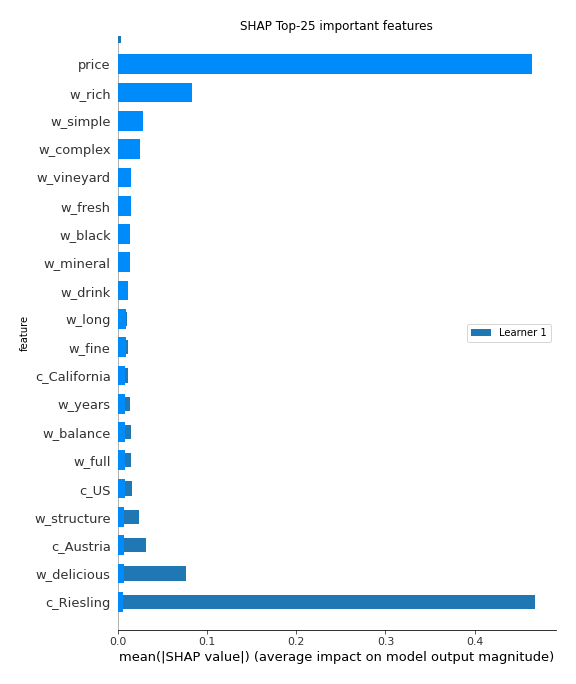 SHAP Top-25 important features
price
w_rich
w_simple
w_complex
w_vineyard
w_fresh
w_black
w_mineral
w_drink
w_long
w_fine
c_California
w_years
w_balance
w_full
c_US
w_structure
c_Austria
w_delicious
c_Riesling
feature
Learner 1
0.0 0.1 0.2 0.3 0.4
mean(|SHAP value|) (average impact on model output magnitude)